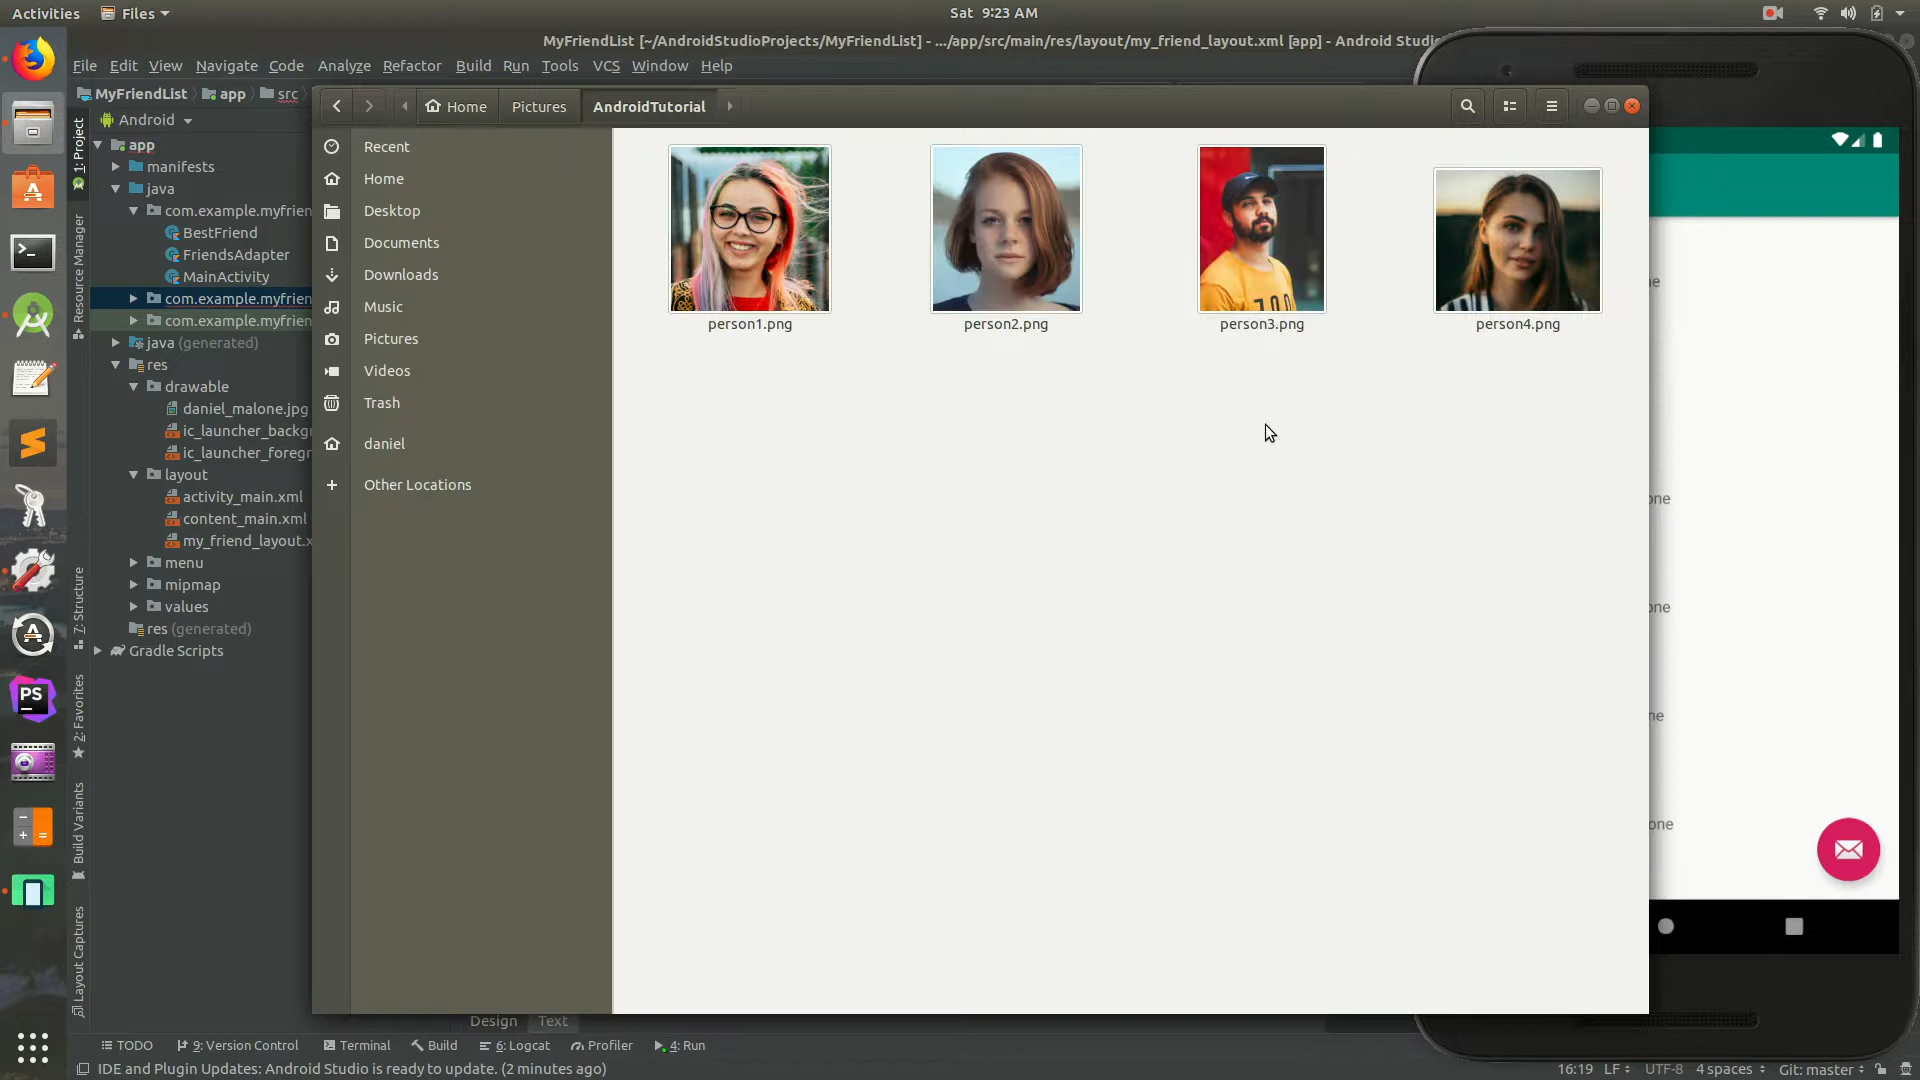 Activities Files Sat 9:23 AM
MyFriendList [~/AndroidStudioProjects/MyFriendList] - .../app/src/main/res/layout/my_friend_layout.xml [app] - Android Studio
File Edit View Navigate Code Analyze Refactor Build Run Tools VCS Window Help
MyFriendList app src
Home Pictures AndroidTutorial
Android
1: Project
app
manifests
java
com.example.myfrien
BestFriend
FriendsAdapter
MainActivity
com.example.myfrien
com.example.myfrien
java (generated)
res
drawable
daniel_malone.jpg
ic_launcher_backgr
ic_launcher_foregr
layout
activity_main.xml
content_main.xml
my_friend_layout.x
menu
mipmap
values
res (generated)
Gradle Scripts
Resource Manager
7: Structure
2: Favorites
Build Variants
Layout Captures
PS
Recent
Home
Desktop
Documents
Downloads
Music
Pictures
Videos
Trash
daniel
Other Locations
person1.png person2.png person3.png person4.png
ne
one
one
ne
one
Design Text
TODO 9: Version Control Terminal Build 6: Logcat Profiler 4: Run
IDE and Plugin Updates: Android Studio is ready to update. (2 minutes ago) 16:19 LF UTF-8 4 spaces Git: master